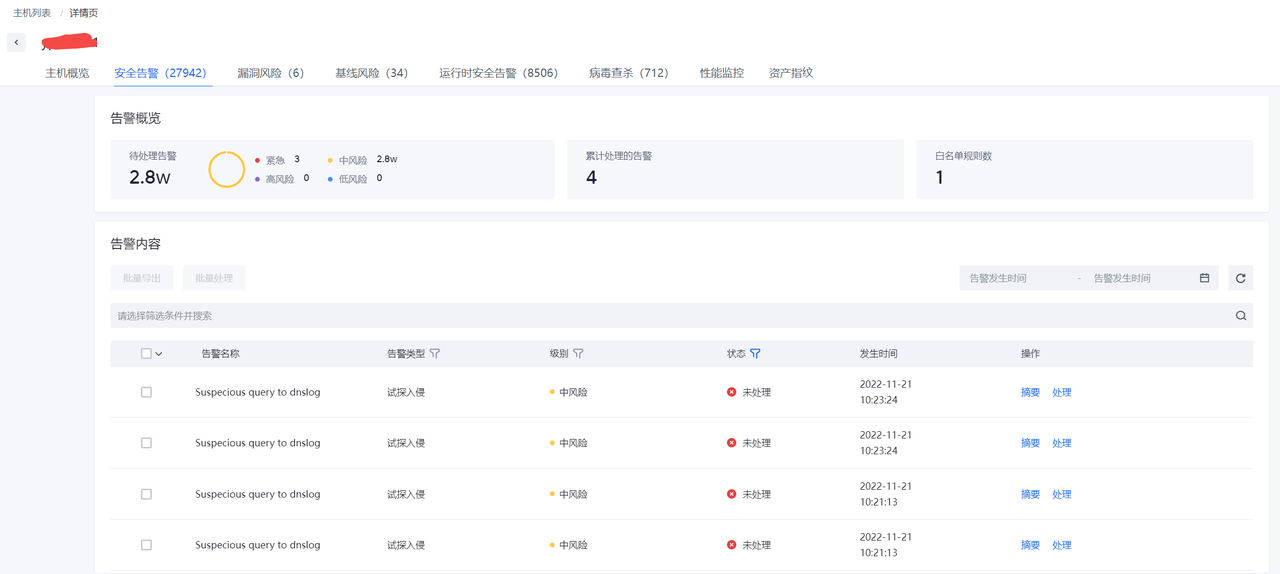 主机列表 / 详情页
主机概览 安全告警（27942） 漏洞风险（6） 基线风险（34） 运行时安全告警（8506） 病毒查杀（712） 性能监控 资产指纹
告警概览
待处理告警
2.8w
紧急 3
中风险 2.8w
高风险 0
低风险 0
累计处理的告警
4
白名单规则数
1
告警内容
批量导出 批量处理 告警发生时间 - 告警发生时间
请选择筛选条件并搜索
告警名称 告警类型 级别 状态 发生时间 操作
Suspecious query to dnslog 试探入侵 中风险 未处理 2022-11-21
10:23:24 摘要 处理
Suspecious query to dnslog 试探入侵 中风险 未处理 2022-11-21
10:23:24 摘要 处理
Suspecious query to dnslog 试探入侵 中风险 未处理 2022-11-21
10:21:13 摘要 处理
Suspecious query to dnslog 试探入侵 中风险 未处理 2022-11-21
10:21:13 摘要 处理